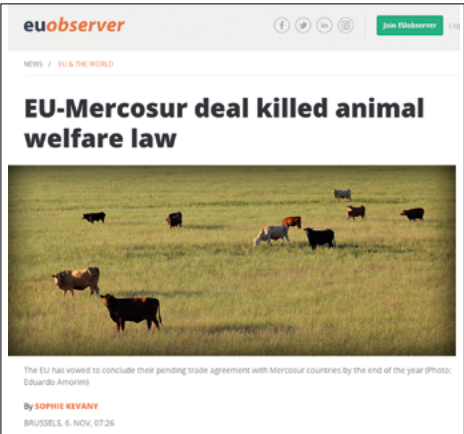 euobserver
Join EUobserver
Log
NEWS / EU & THE WORLD
EU-Mercosur deal killed animal
welfare law
The EU has vowed to conclude their pending trade agreement with Mercosur countries by the end of the year (Photo:
Eduardo Amorim)
By SOPHIE KEVANY
BRUSSELS, 6. NOV, 07:26